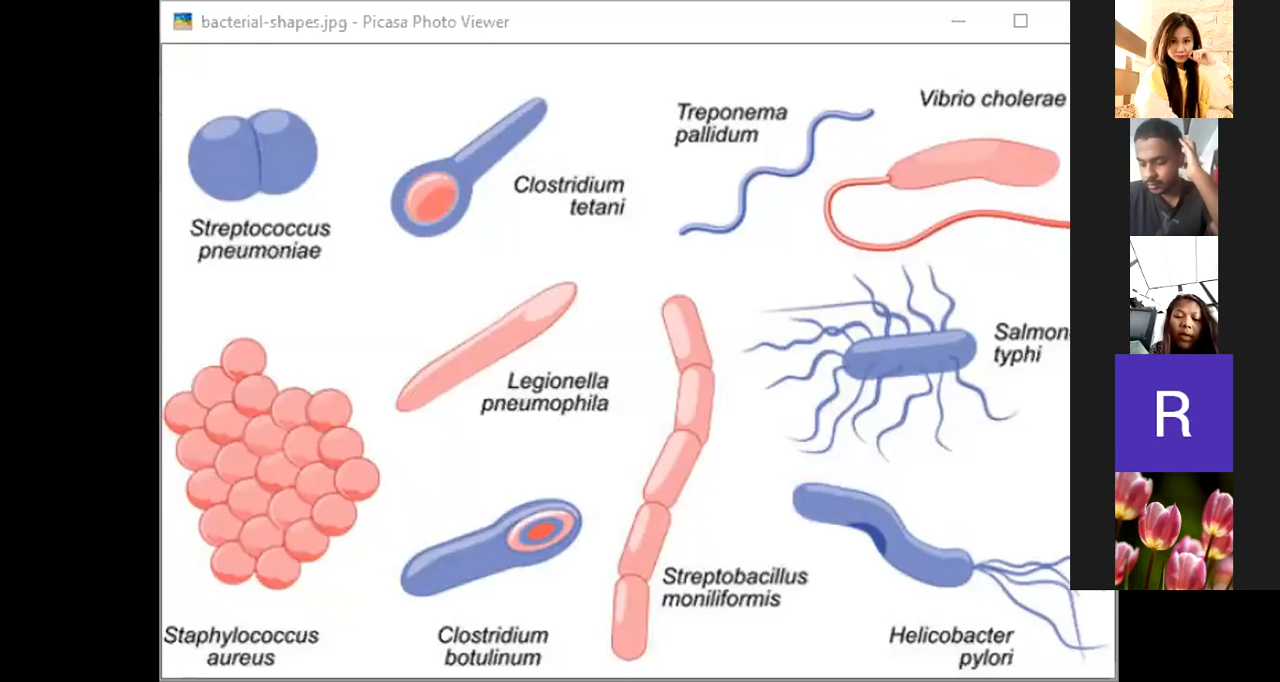 bacterial-shapes.jpg - Picasa Photo Viewer
Streptococcus
pneumoniae
Clostridium
tetani
Treponema
pallidum
Vibrio cholerae
Legionella
pneumophila
Salmon
typhi
Staphylococcus
aureus
Clostridium
botulinum
Streptobacillus
moniliformis
Helicobacter
pylori
R